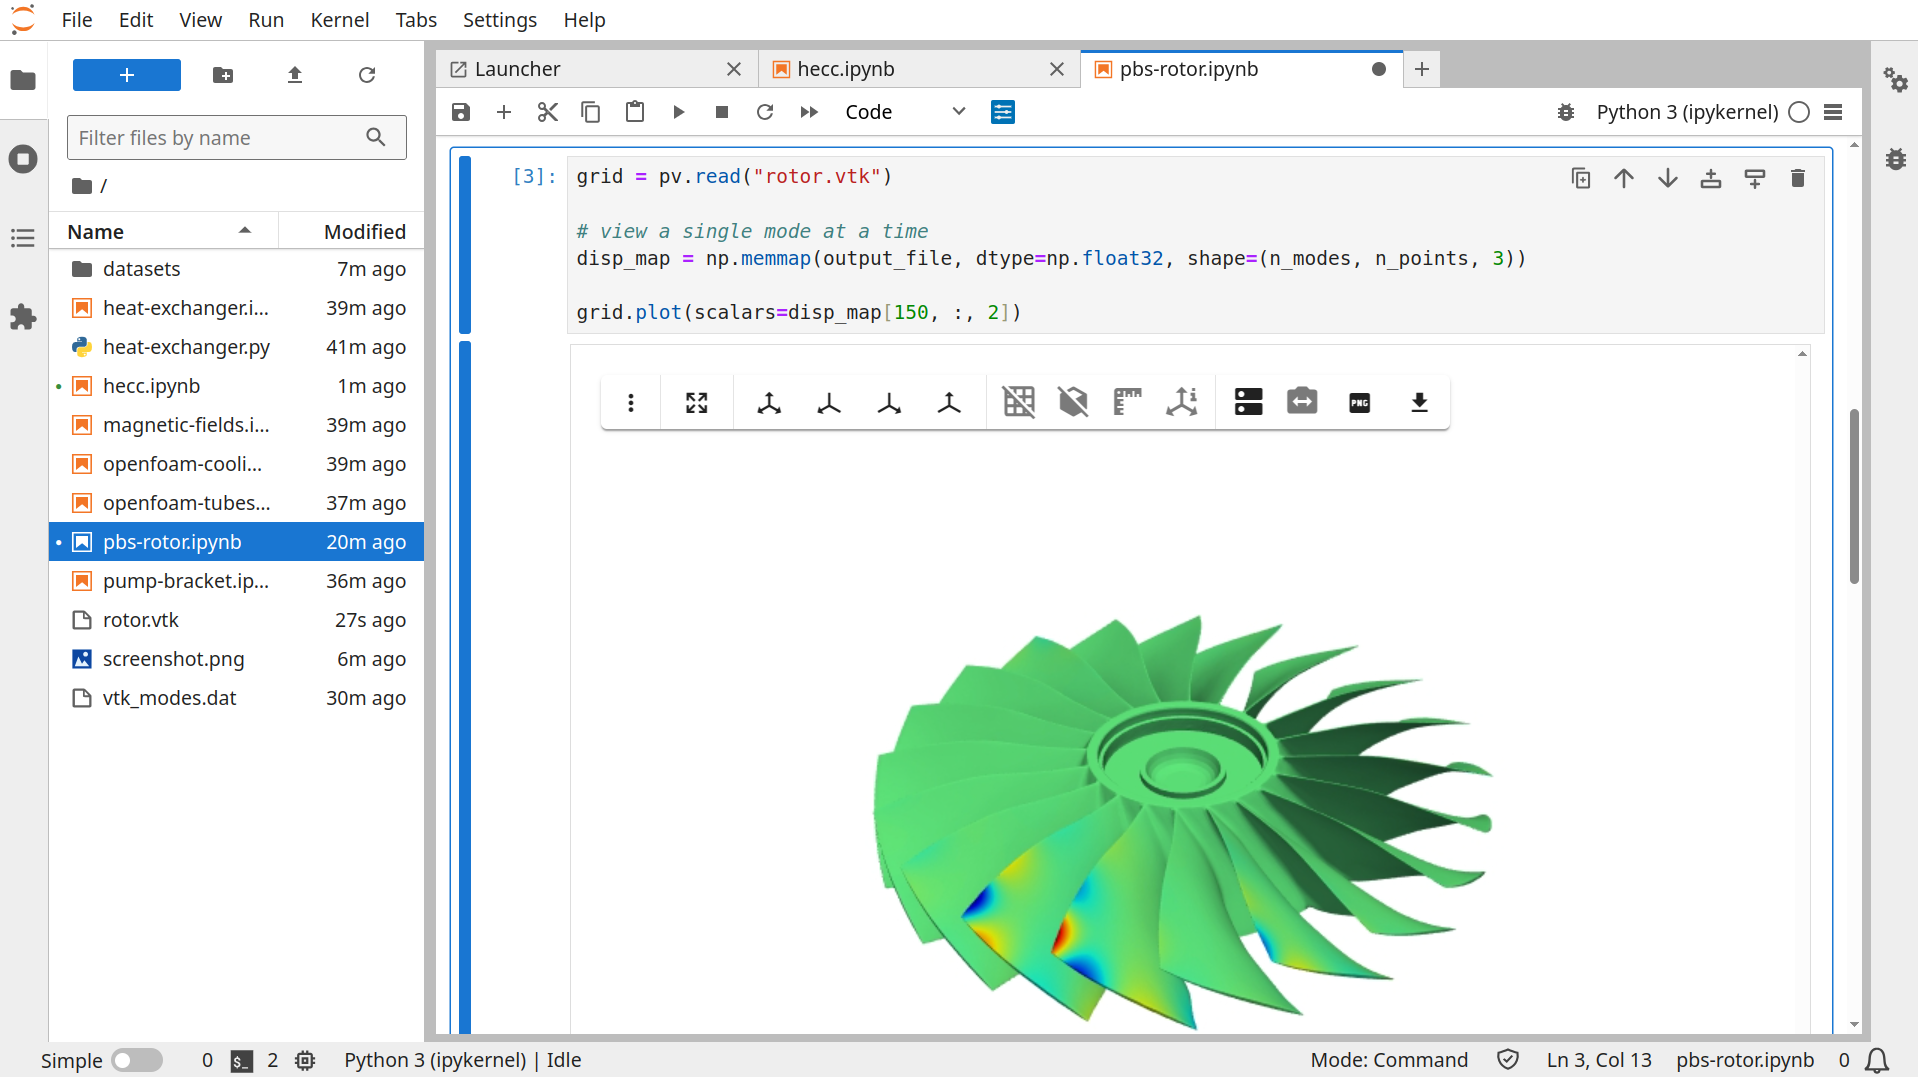 File Edit View Run Kernel Tabs Settings Help
Launcher
hecc.ipynb
pbs-rotor.ipynb
Code
Python 3 (ipykernel)
Filter files by name
/
Name Modified
datasets 7m ago
heat-exchanger.i... 39m ago
heat-exchanger.py 41m ago
hecc.ipynb 1m ago
magnetic-fields.i... 39m ago
openfoam-cooli... 39m ago
openfoam-tubes... 37m ago
pbs-rotor.ipynb 20m ago
pump-bracket.ip... 36m ago
rotor.vtk 27s ago
screenshot.png 6m ago
vtk_modes.dat 30m ago
[3]: grid = pv.read("rotor.vtk")
# view a single mode at a time
disp_map = np.memmap(output_file, dtype=np.float32, shape=(n_modes, n_points, 3))
grid.plot(scalars=disp_map[150, :, 2])
PNG
Simple 0 $_ 2 Python 3 (ipykernel) | Idle Mode: Command Ln 3, Col 13 pbs-rotor.ipynb 0